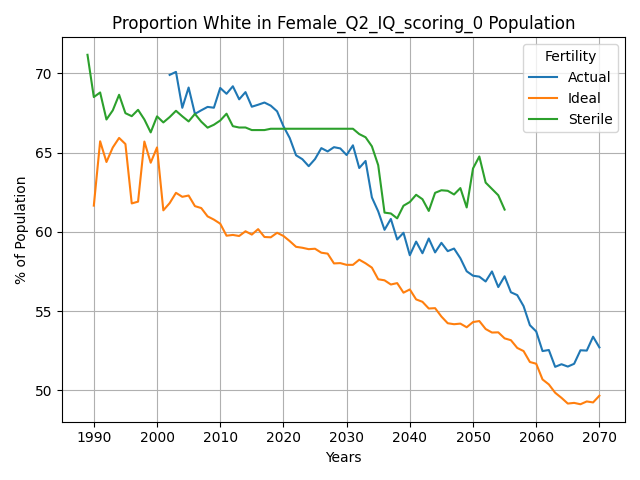 Proportion White in Female_Q2_IQ_scoring_0 Population
Fertility
Actual
Ideal
Sterile
% of Population
70
65
60
55
50
1990 2000 2010 2020 2030 2040 2050 2060 2070
Years